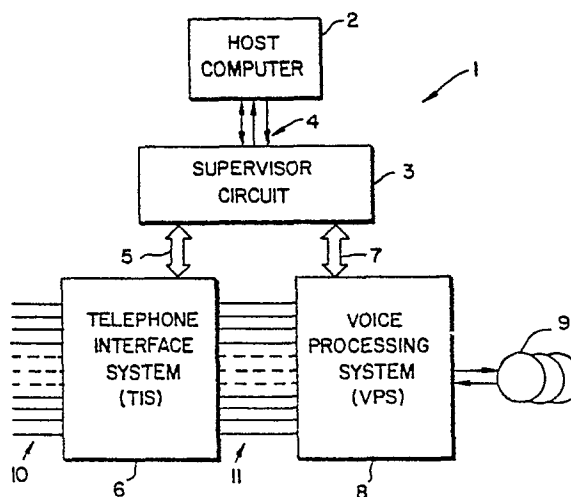 2
HOST
COMPUTER
1
4
SUPERVISOR
CIRCUIT
3
5
7
TELEPHONE
INTERFACE
SYSTEM
(TIS)
VOICE
PROCESSING
SYSTEM
(VPS)
9
10
6
11
8